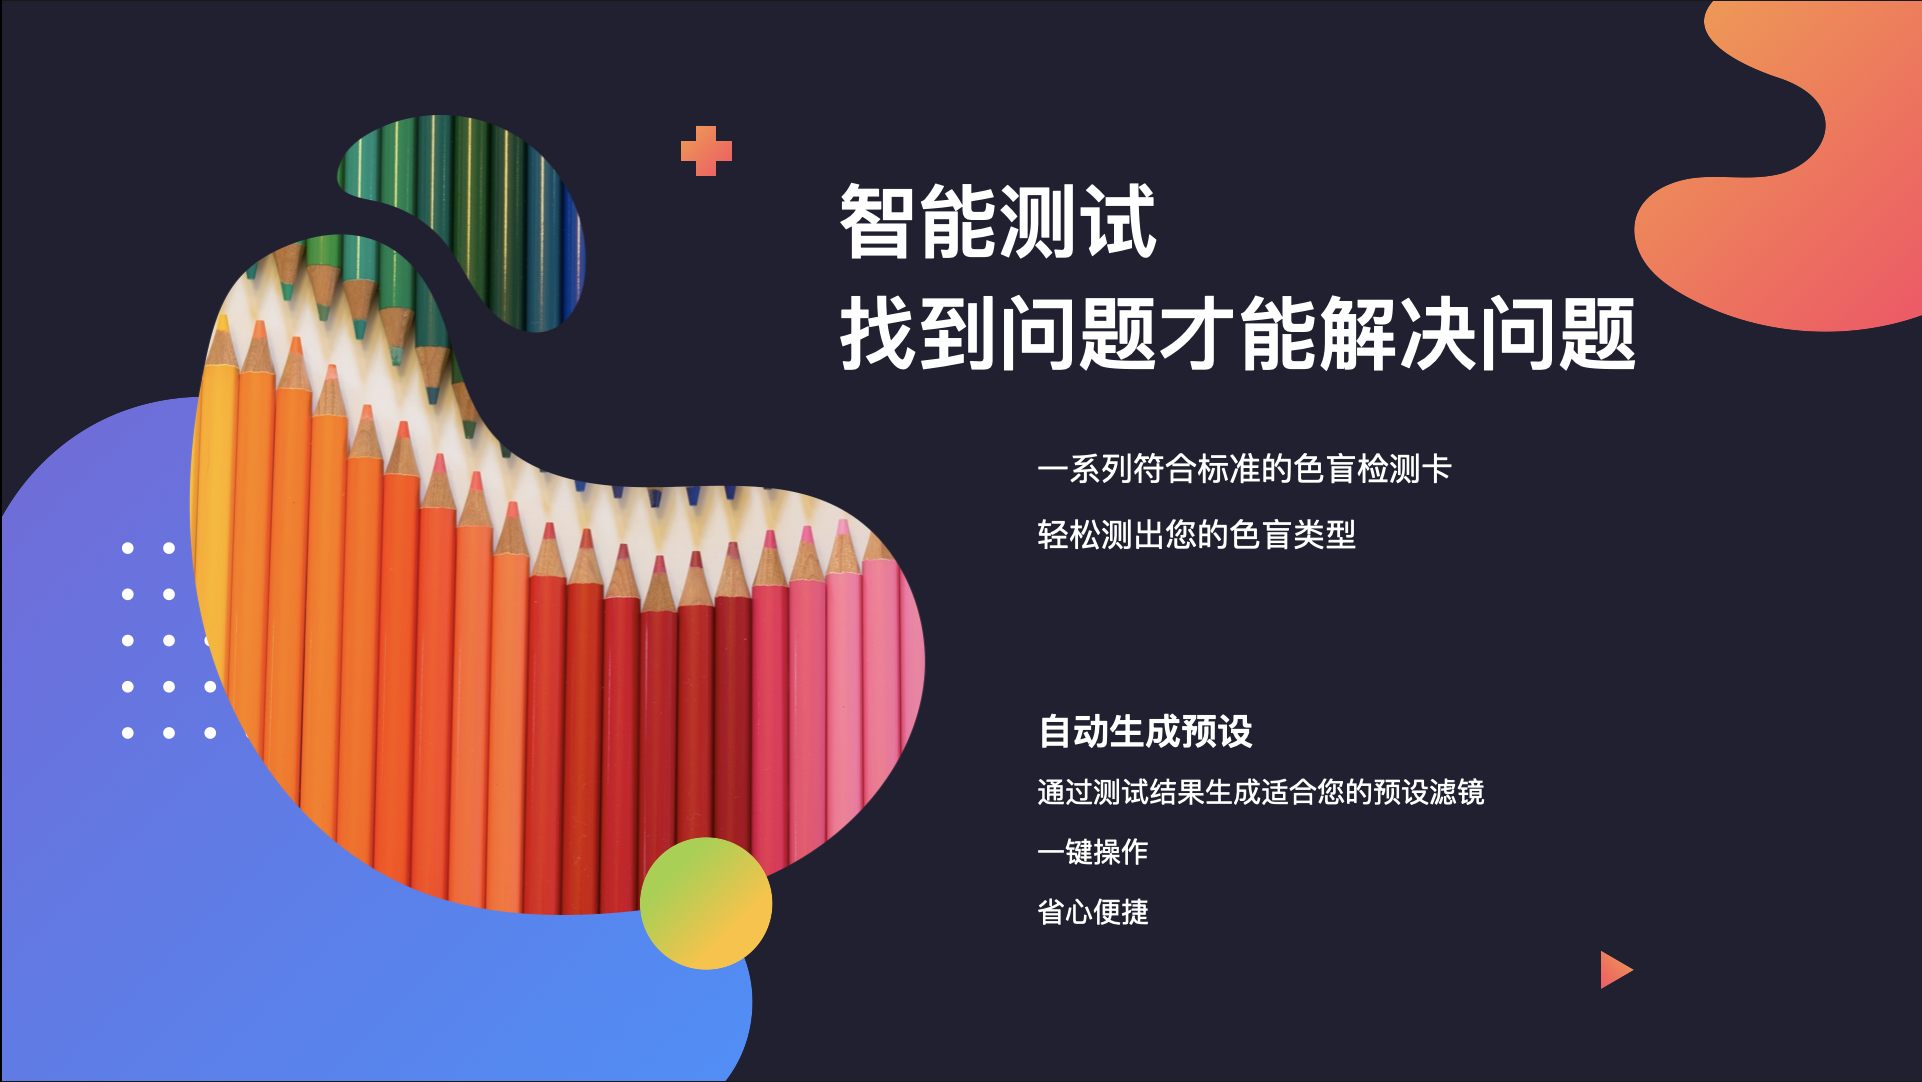 智能测试
找到问题才能解决问题
一系列符合标准的色盲检测卡
轻松测出您的色盲类型
自动生成预设
通过测试结果生成适合您的预设滤镜
一键操作
省心便捷